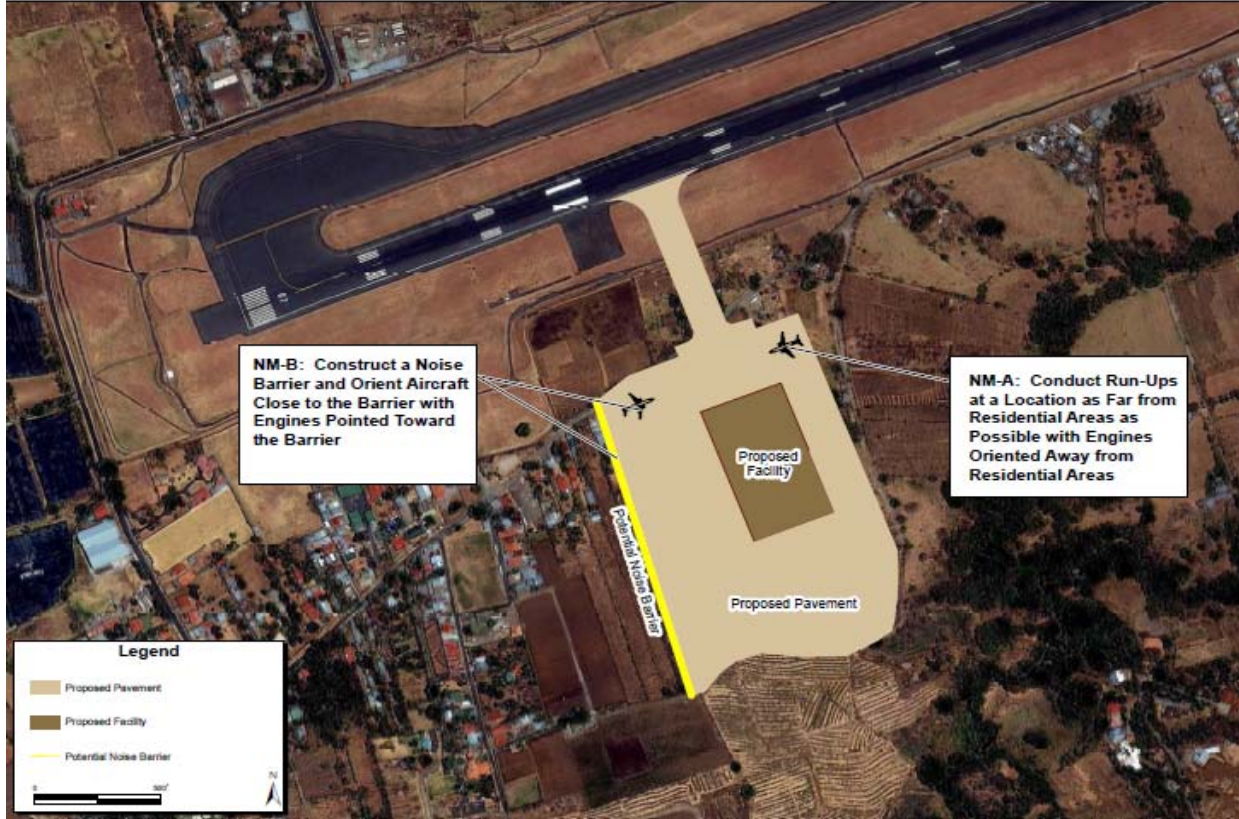 NM-B: Construct a Noise
Barrier and Orient Aircraft
Close to the Barrier with
Engines Pointed Toward
the Barrier
NM-A: Conduct Run-Ups
at a Location as Far from
Residential Areas as
Possible with Engines
Oriented Away from
Residential Areas
Proposed
Facility
Potential Noise Barrier
Proposed Pavement
Legend
Proposed Pavement
Proposed Facility
Potential Noise Barrier
0 500'
N